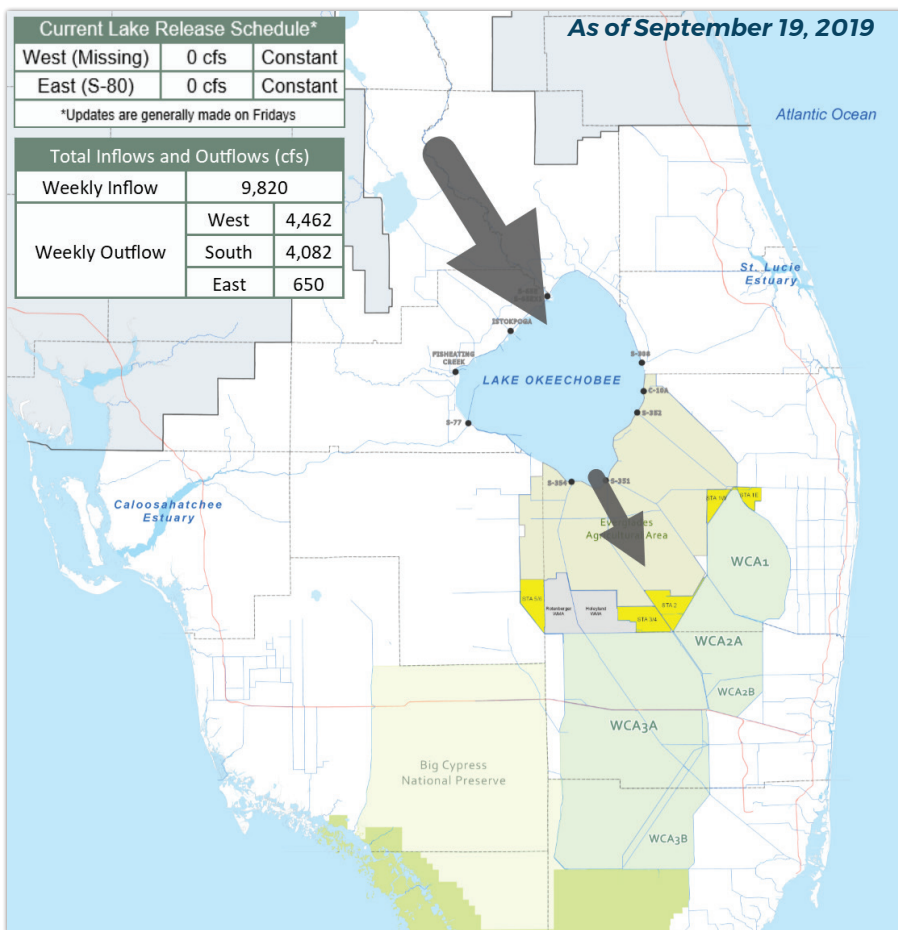 As of September 19, 2019
Current Lake Release Schedule*
West (Missing) 0 cfs Constant
East (S-80) 0 cfs Constant
*Updates are generally made on Fridays
Total Inflows and Outflows (cfs)
Weekly Inflow 9,820
Weekly Outflow
West 4,462
South 4,082
East 650
Atlantic Ocean
St. Lucie
Estuary
ISTOKPOGA
FISHEATING
CREEK
LAKE OKEECHOBEE
S-308
C-10A
S-352
S-77
S-354
S-351
Caloosahatchee
Estuary
Agricultural Area
STA 1E
WCA1
STA 5/6
STA 2
STA 3/4
WCA2A
WCA2B
WCA3A
Big Cypress
National Preserve
WCA3B